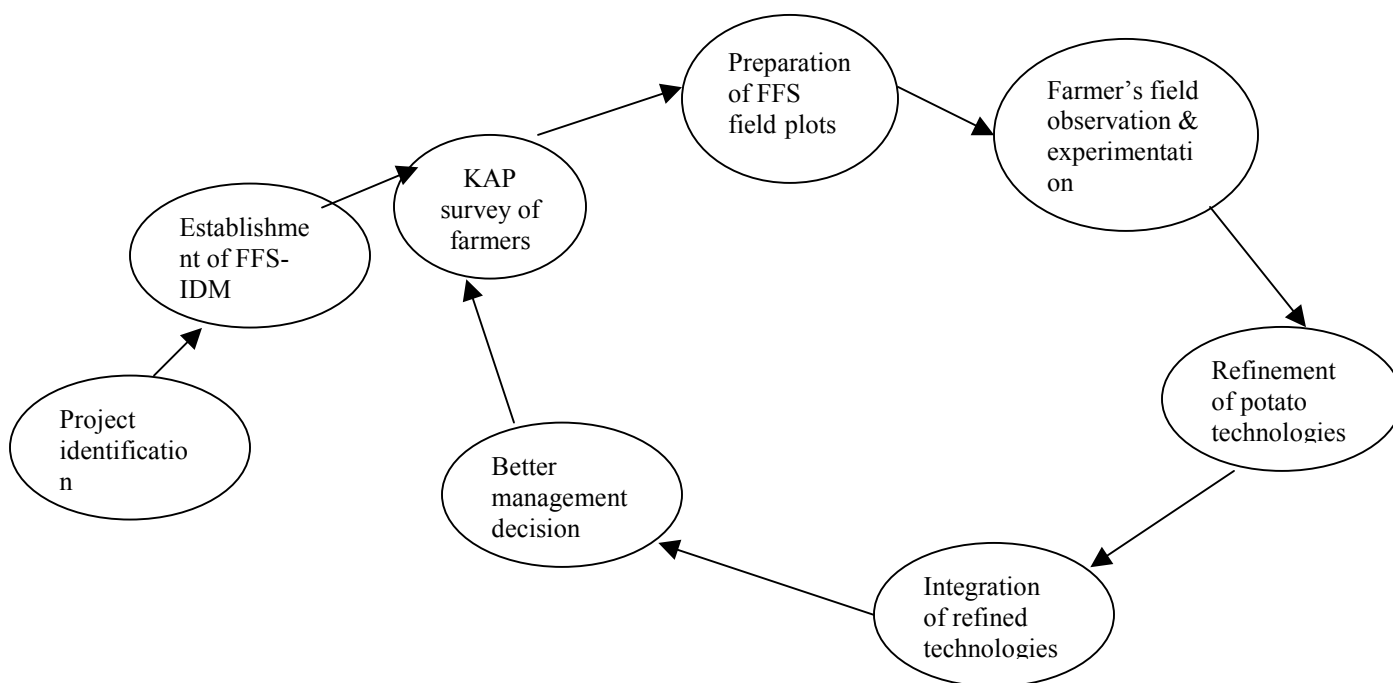 Project
identificatio
n
Establishme
nt of FFS-
IDM
KAP
survey of
farmers
Preparation
of FFS
field plots
Farmer’s field
observation &
experimentati
on
Refinement
of potato
technologies
Integration
of refined
technologies
Better
management
decision